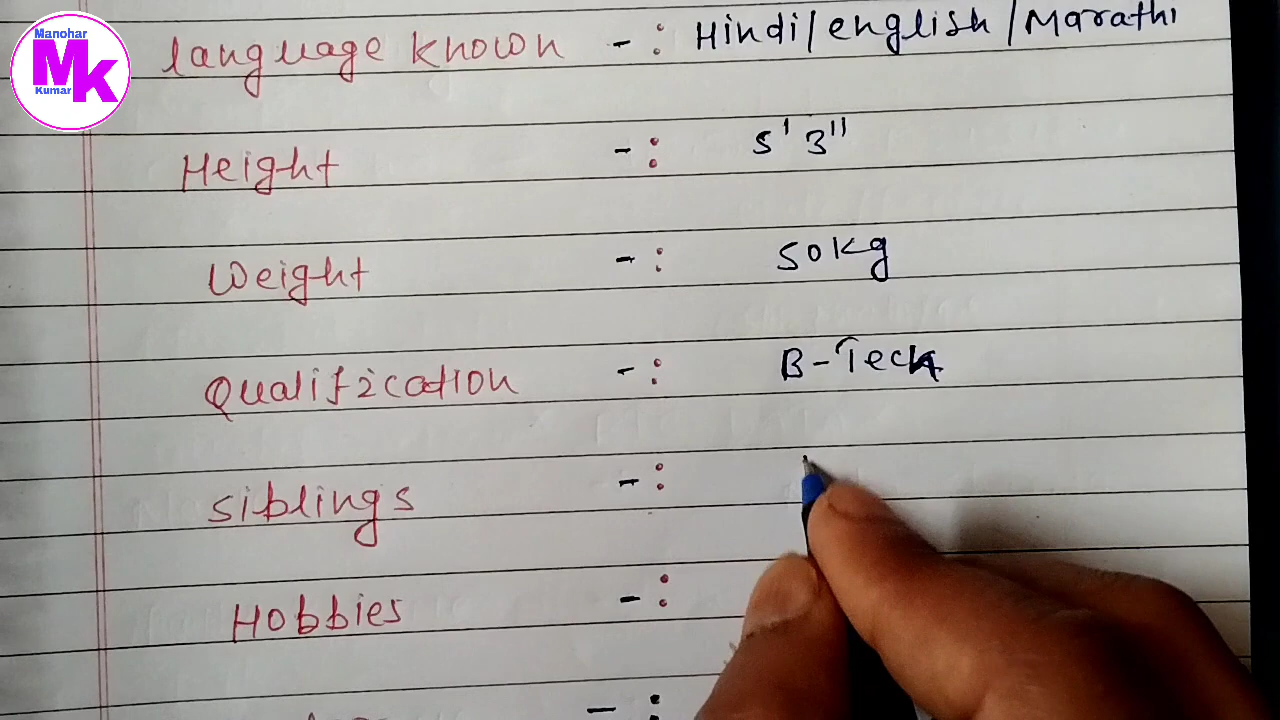 Manohar
MK
Kumar
language known -: Hindi/english/Marathi
Height -: 5'3"
Weight -: 50kg
Qualification -: B-Tech
siblings -:
Hobbies -:
-: